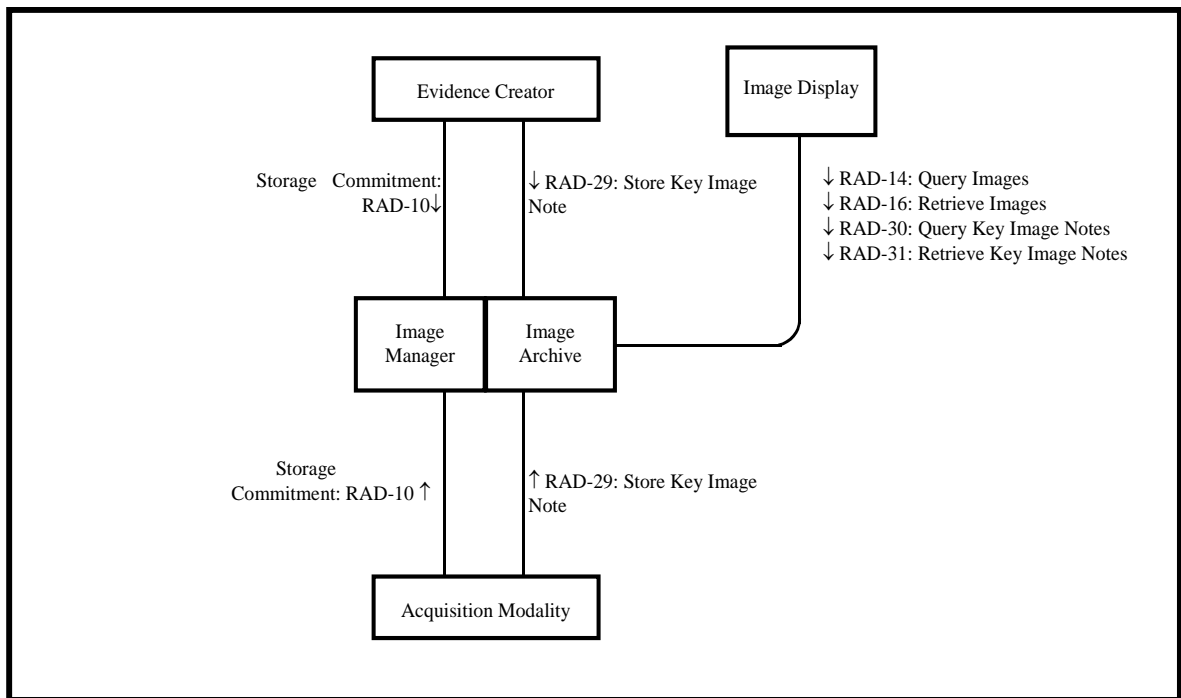 Evidence Creator
Image Display
Storage Commitment:
RAD-10↓
↓ RAD-29: Store Key Image
Note
↓ RAD-14: Query Images
↓ RAD-16: Retrieve Images
↓ RAD-30: Query Key Image Notes
↓ RAD-31: Retrieve Key Image Notes
Image
Manager
Image
Archive
Storage
Commitment: RAD-10 ↑
↑ RAD-29: Store Key Image
Note
Acquisition Modality